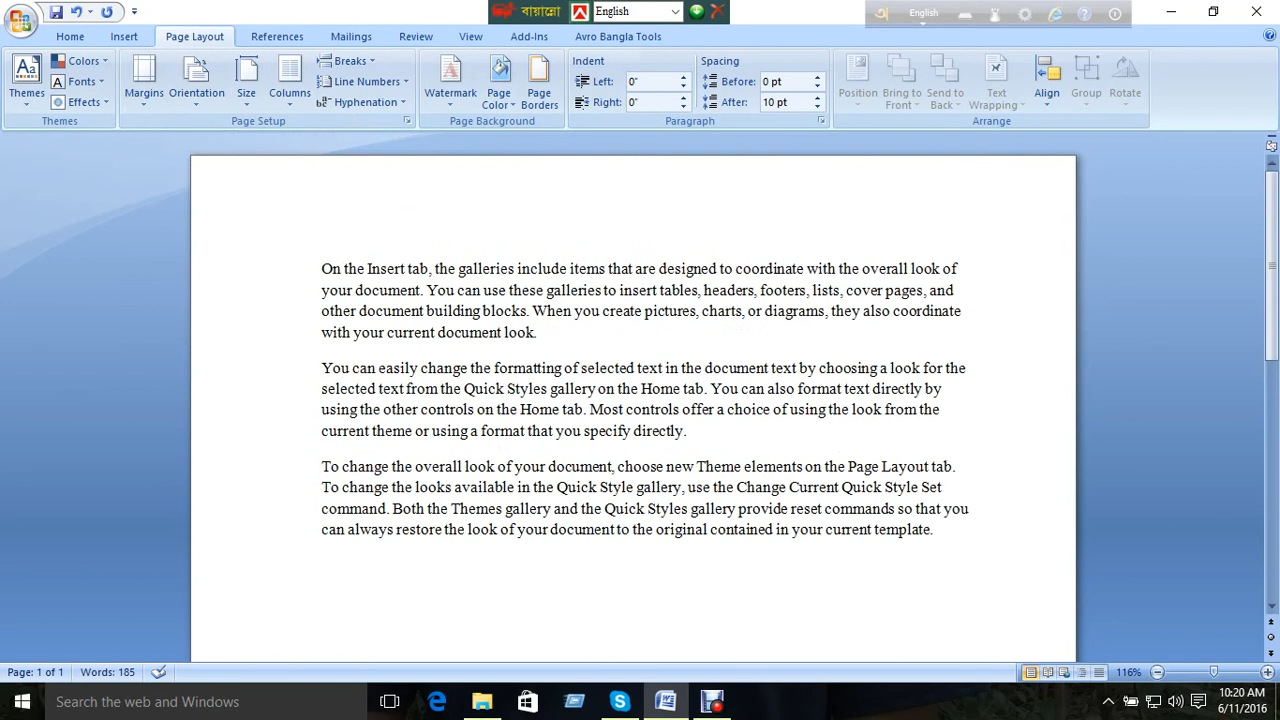 বায়ান্নো
English
English
Home
Insert
Page Layout
References
Mailings
Review
View
Add-Ins
Avro Bangla Tools
Themes
Colors
Fonts
Effects
Themes
Margins
Orientation
Size
Columns
Breaks
Line Numbers
Hyphenation
Page Setup
Watermark
Page Color
Page Borders
Page Background
Indent
Left: 0"
Right: 0"
Spacing
Before: 0 pt
After: 10 pt
Paragraph
Position
Bring to Front
Send to Back
Text Wrapping
Align
Group
Rotate
Arrange
On the Insert tab, the galleries include items that are designed to coordinate with the overall look of
your document. You can use these galleries to insert tables, headers, footers, lists, cover pages, and
other document building blocks. When you create pictures, charts, or diagrams, they also coordinate
with your current document look.
You can easily change the formatting of selected text in the document text by choosing a look for the
selected text from the Quick Styles gallery on the Home tab. You can also format text directly by
using the other controls on the Home tab. Most controls offer a choice of using the look from the
current theme or using a format that you specify directly.
To change the overall look of your document, choose new Theme elements on the Page Layout tab.
To change the looks available in the Quick Style gallery, use the Change Current Quick Style Set
command. Both the Themes gallery and the Quick Styles gallery provide reset commands so that you
can always restore the look of your document to the original contained in your current template.
Page: 1 of 1
Words: 185
116%
Search the web and Windows
10:20 AM
6/11/2016